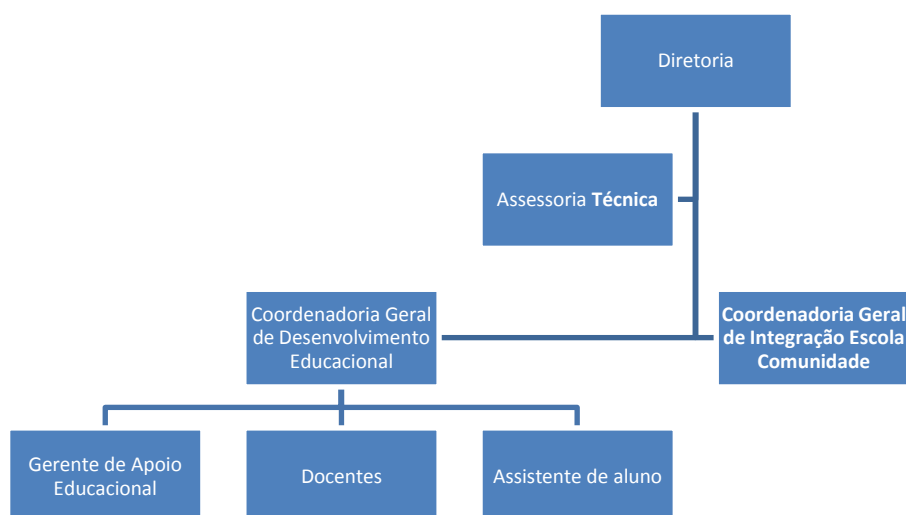 Diretoria
Assessoria Técnica
Coordenadoria Geral
de Desenvolvimento
Educacional
Coordenadoria Geral
de Integração Escola
Comunidade
Gerente de Apoio
Educacional
Docentes
Assistente de aluno